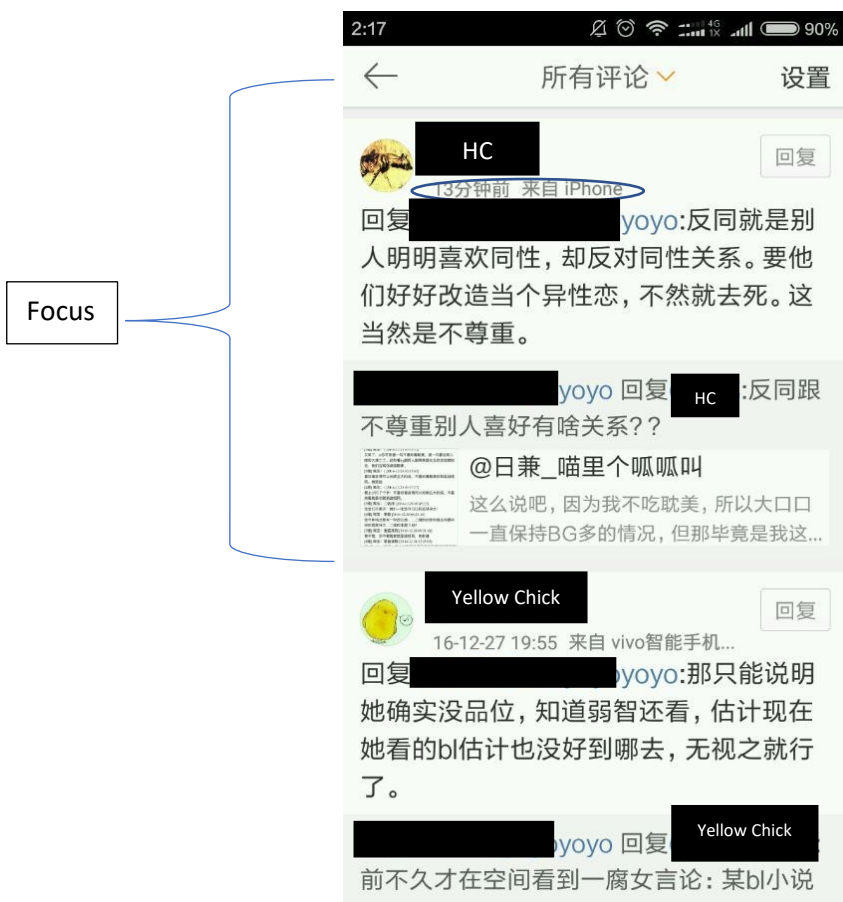 2:17
4G
1X
90%
所有评论
设置
HC
回复
13分钟前 来自 iPhone
回复 yoyo:反同就是别
人明明喜欢同性，却反对同性关系。要他
们好好改造当个异性恋，不然就去死。这
当然是不尊重。
Focus
yoyo 回复 HC :反同跟
不尊重别人喜好有啥关系??
@日兼_喵里个呱呱叫
这么说吧，因为我不吃耽美，所以大口口
一直保持BG多的情况，但那毕竟是我这...
Yellow Chick
回复
16-12-27 19:55 来自 vivo智能手机...
回复 yoyo:那只能说明
她确实没品位，知道弱智还看，估计现在
她看的bl估计也没好到哪去，无视之就行
了。
yoyo 回复 Yellow Chick :
前不久才在空间看到一腐女言论：某bl小说